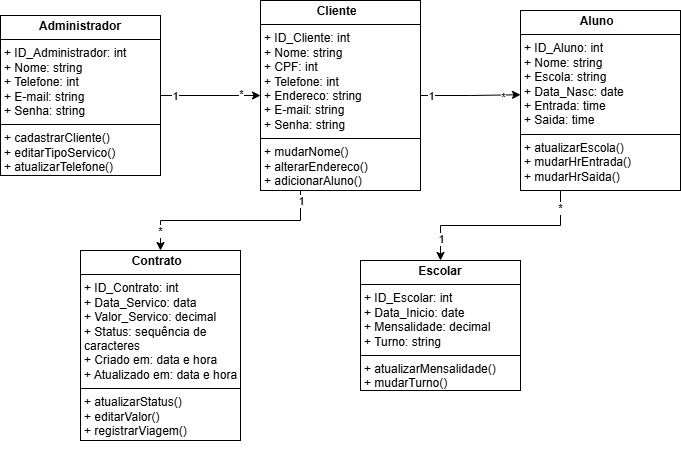 Administrador
+ ID_Administrador: int
+ Nome: string
+ Telefone: int
+ E-mail: string
+ Senha: string
+ cadastrarCliente()
+ editarTipoServico()
+ atualizarTelefone()
1
*
Cliente
+ ID_Cliente: int
+ Nome: string
+ CPF: int
+ Telefone: int
+ Endereco: string
+ E-mail: string
+ Senha: string
+ mudarNome()
+ alterarEndereco()
+ adicionarAluno()
1
*
Aluno
+ ID_Aluno: int
+ Nome: string
+ Escola: string
+ Data_Nasc: date
+ Entrada: time
+ Saida: time
+ atualizarEscola()
+ mudarHrEntrada()
+ mudarHrSaida()
1
*
Contrato
+ ID_Contrato: int
+ Data_Servico: data
+ Valor_Servico: decimal
+ Status: sequência de
caracteres
+ Criado em: data e hora
+ Atualizado em: data e hora
+ atualizarStatus()
+ editarValor()
+ registrarViagem()
*
1
Escolar
+ ID_Escolar: int
+ Data_Inicio: date
+ Mensalidade: decimal
+ Turno: string
+ atualizarMensalidade()
+ mudarTurno()